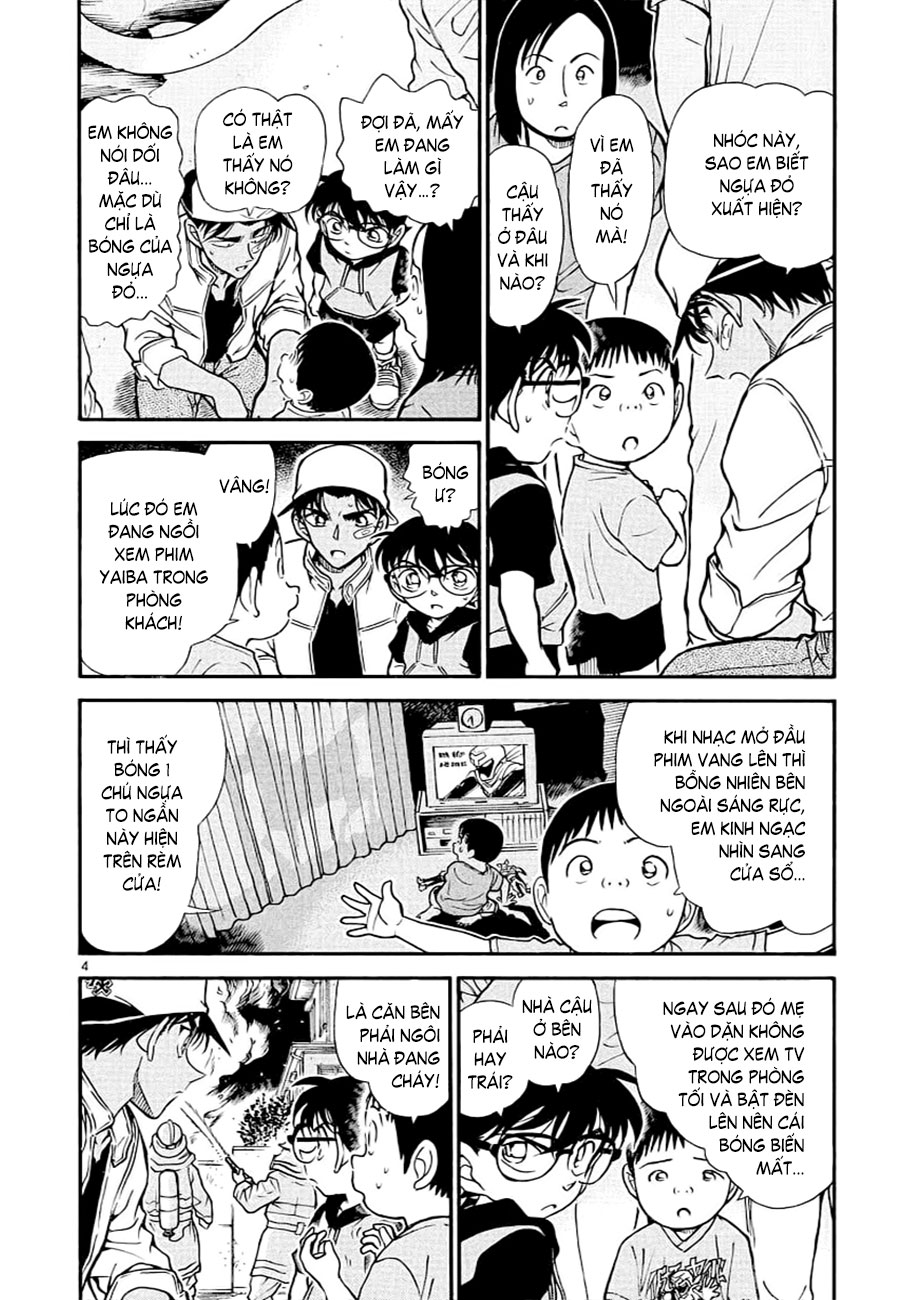 NHÓC NÀY,
SAO EM BIẾT
NGỰA ĐÓ
XUẤT HIỆN?
VÌ EM
ĐÃ
THẤY
NÓ
MÀ!
CẬU
THẤY
Ở ĐÂU
VÀ KHI
NÀO?
ĐỢI ĐÃ, MẤY
EM ĐANG
LÀM GÌ
VẬY...?
CÓ THẬT
LÀ EM
THẤY NÓ
KHÔNG?
EM KHÔNG
NÓI DỐI
ĐÂU...
MẶC DÙ
CHỈ LÀ
BÓNG CỦA
NGỰA
ĐÓ...
BÓNG
Ư?
VÂNG!
LÚC ĐÓ EM
ĐANG NGỒI
XEM PHIM
YAIBA TRONG
PHÒNG
KHÁCH!
KHI NHẠC MỞ ĐẦU
PHIM VANG LÊN THÌ
BỖNG NHIÊN BÊN
NGOÀI SÁNG RỰC,
EM KINH NGẠC
NHÌN SANG
CỬA SỔ...
THÌ THẤY
BÓNG 1
CHÚ NGỰA
TO NGẦN
NÀY HIỆN
TRÊN RÈM
CỬA!
4
NGAY SAU ĐÓ MẸ
VÀO DẶN KHÔNG
ĐƯỢC XEM TV
TRONG PHÒNG
TỐI VÀ BẬT ĐÈN
LÊN NÊN CÁI
BÓNG BIẾN
MẤT...
NHÀ CẬU
Ở BÊN
NÀO?
PHẢI
HAY
TRÁI?
LÀ CĂN BÊN
PHẢI NGÔI
NHÀ ĐANG
CHÁY!